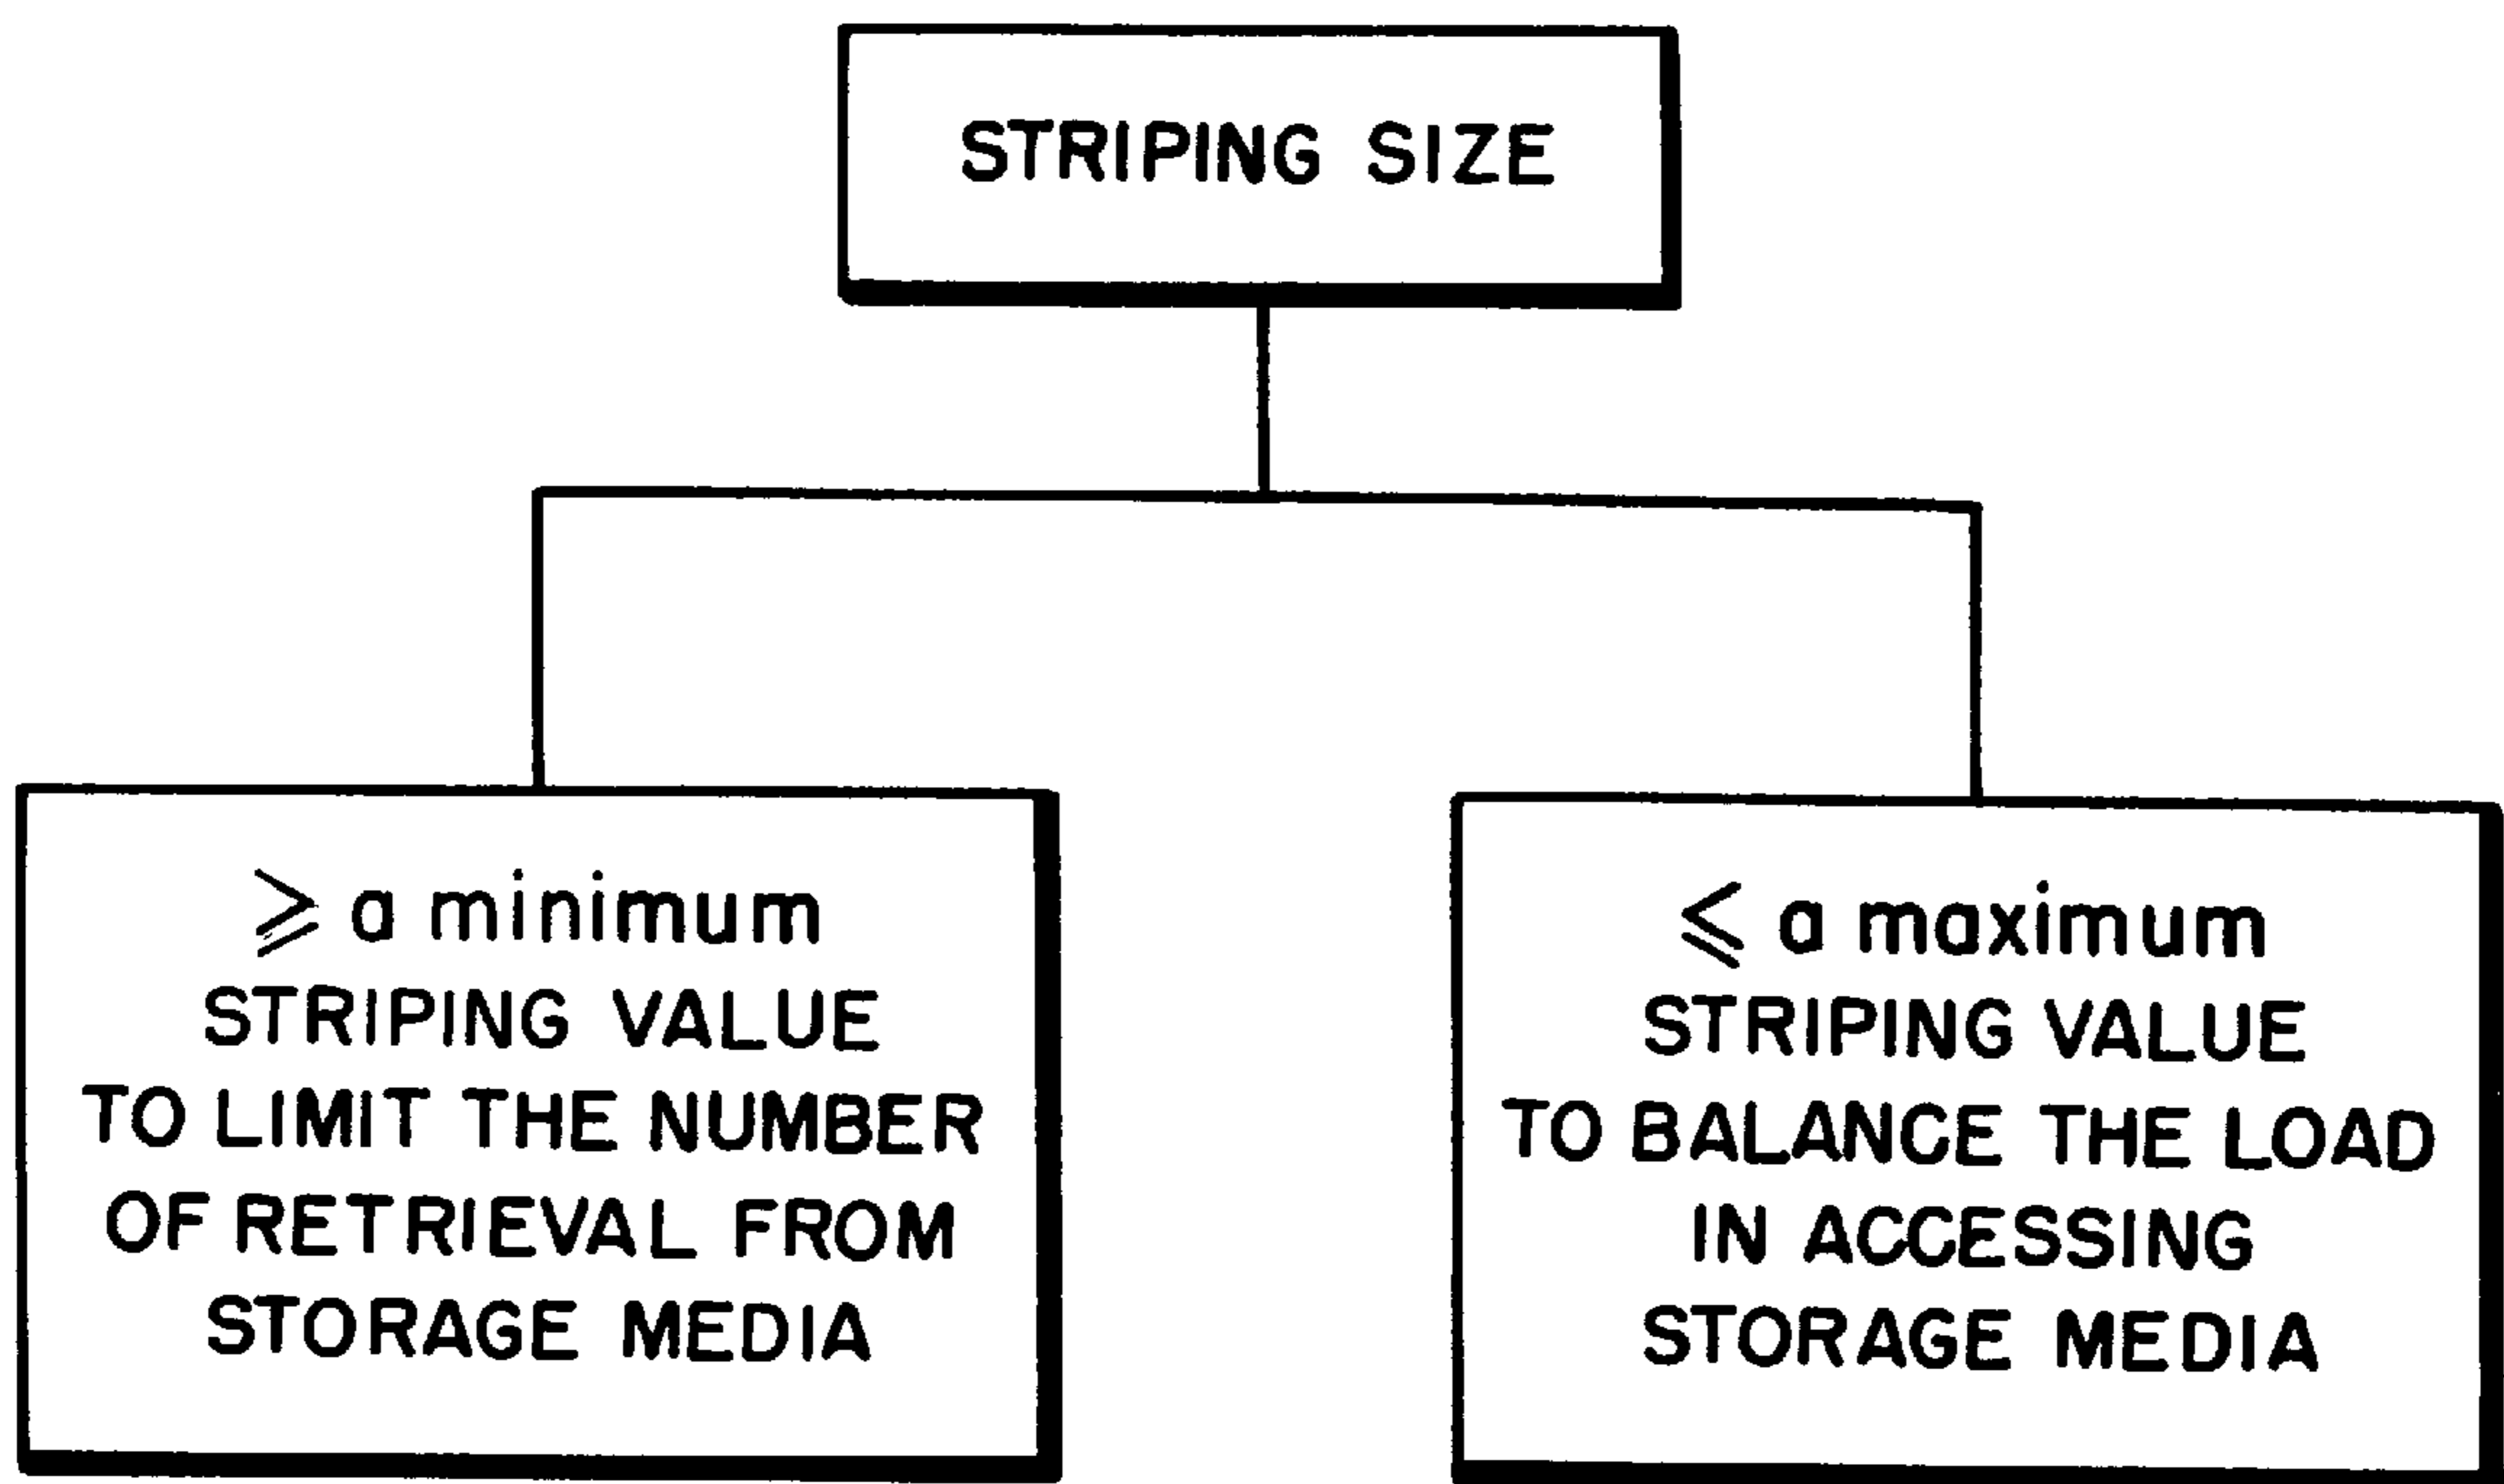 STRIPING SIZE
⩾ a minimum
STRIPING VALUE
TO LIMIT THE NUMBER
OF RETRIEVAL FROM
STORAGE MEDIA
⩽ a maximum
STRIPING VALUE
TO BALANCE THE LOAD
IN ACCESSING
STORAGE MEDIA